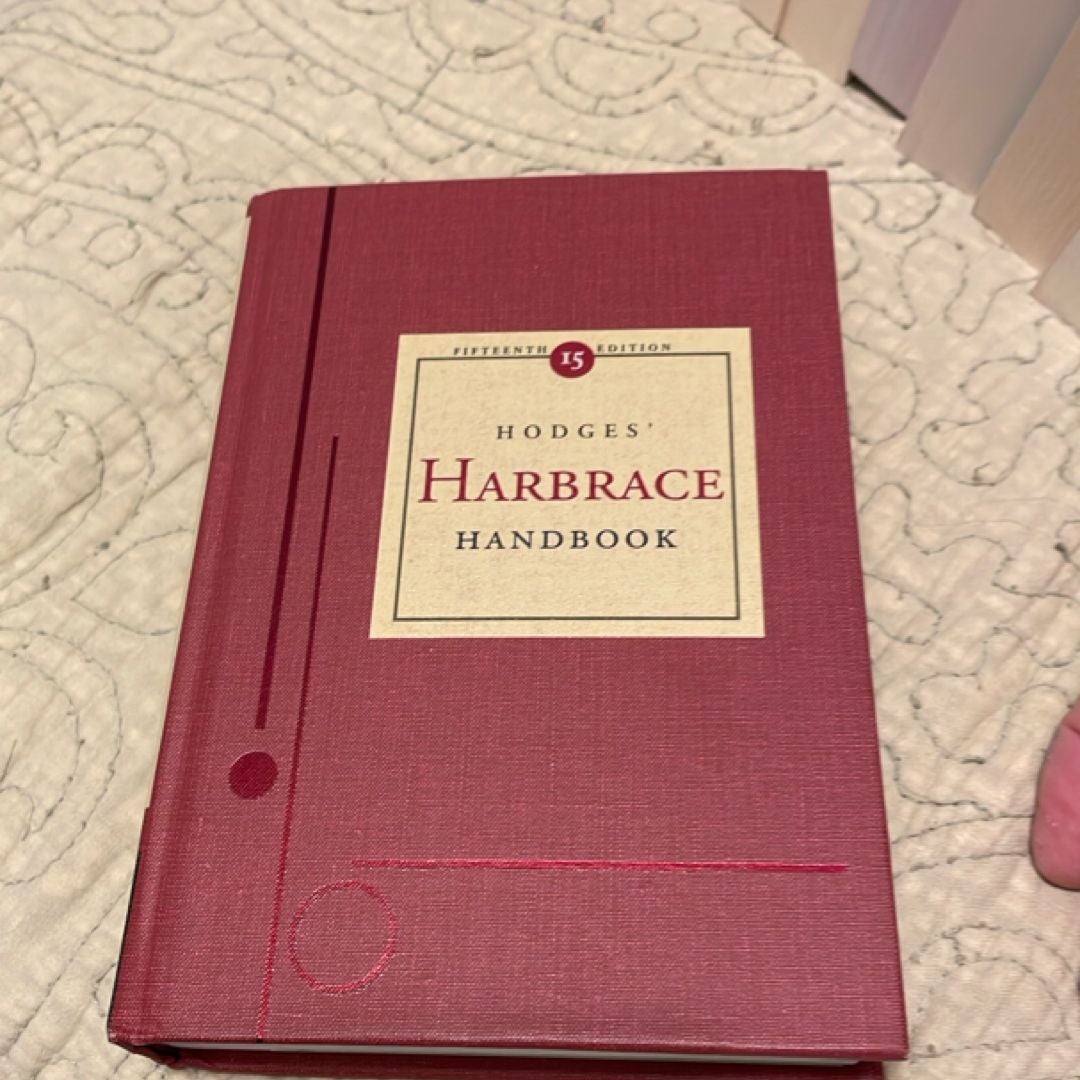 FIFTEENTH 15 EDITION
HODGES'
HARBRACE
HANDBOOK